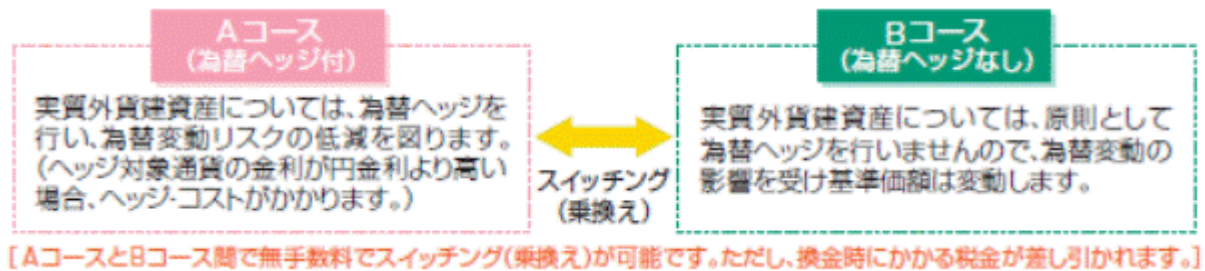 Aコース
(為替ヘッジ付)
実質外貨建資産については、為替ヘッジを
行い、為替変動リスクの低減を図ります。
(ヘッジ対象通貨の金利が円金利より高い
場合、ヘッジ・コストがかかります。)
スイッチング
(乗換え)
Bコース
(為替ヘッジなし)
実質外貨建資産については、原則として
為替ヘッジを行いませんので、為替変動の
影響を受け基準価額は変動します。
[AコースとBコース間で無手数料でスイッチング(乗換え)が可能です。ただし、換金時にかかる税金が差し引かれます。]